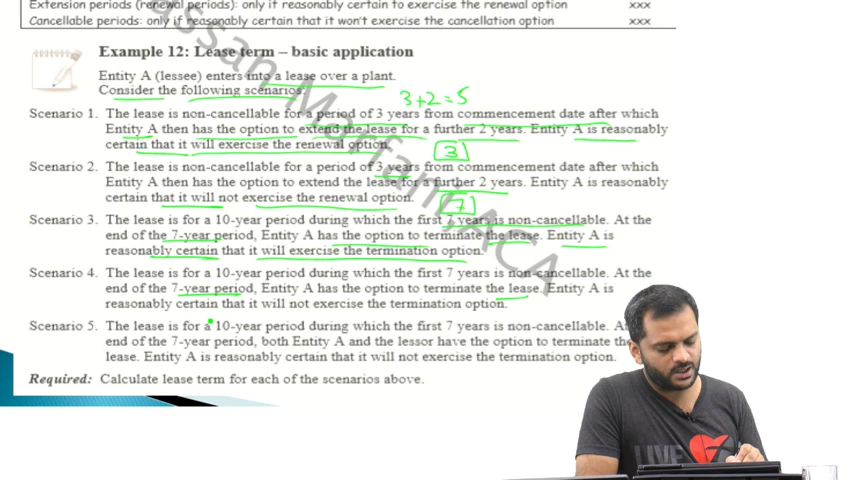 Extension periods (renewal periods): only if reasonably certain to exercise the renewal option xxx
Cancellable periods: only if reasonably certain that it won't exercise the cancellation option xxx
Example 12: Lease term – basic application
Entity A (lessee) enters into a lease over a plant.
Consider the following scenarios:
3+2=5
Scenario 1. The lease is non-cancellable for a period of 3 years from commencement date after which
Entity A then has the option to extend the lease for a further 2 years. Entity A is reasonably
certain that it will exercise the renewal option.
3
Scenario 2. The lease is non-cancellable for a period of 3 years from commencement date after which
Entity A then has the option to extend the lease for a further 2 years. Entity A is reasonably
certain that it will not exercise the renewal option.
7
Scenario 3. The lease is for a 10-year period during which the first 7 years is non-cancellable. At the
end of the 7-year period, Entity A has the option to terminate the lease. Entity A is
reasonably certain that it will exercise the termination option.
Scenario 4. The lease is for a 10-year period during which the first 7 years is non-cancellable. At the
end of the 7-year period, Entity A has the option to terminate the lease. Entity A is
reasonably certain that it will not exercise the termination option.
Scenario 5. The lease is for a 10-year period during which the first 7 years is non-cancellable. At
end of the 7-year period, both Entity A and the lessor have the option to terminate the
lease. Entity A is reasonably certain that it will not exercise the termination option.
Required: Calculate lease term for each of the scenarios above.
assan Marfani, ACA
LIVE